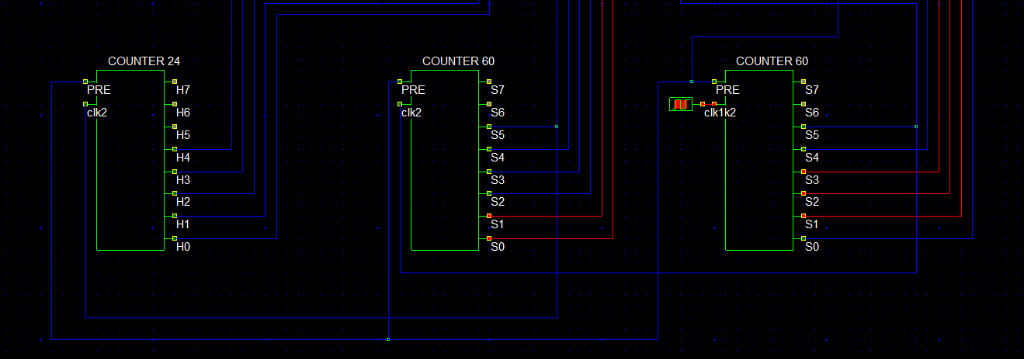 COUNTER 24
PRE
clk2
H7
H6
H5
H4
H3
H2
H1
H0
COUNTER 60
PRE
clk2
S7
S6
S5
S4
S3
S2
S1
S0
COUNTER 60
PRE
clk1k2
S7
S6
S5
S4
S3
S2
S1
S0